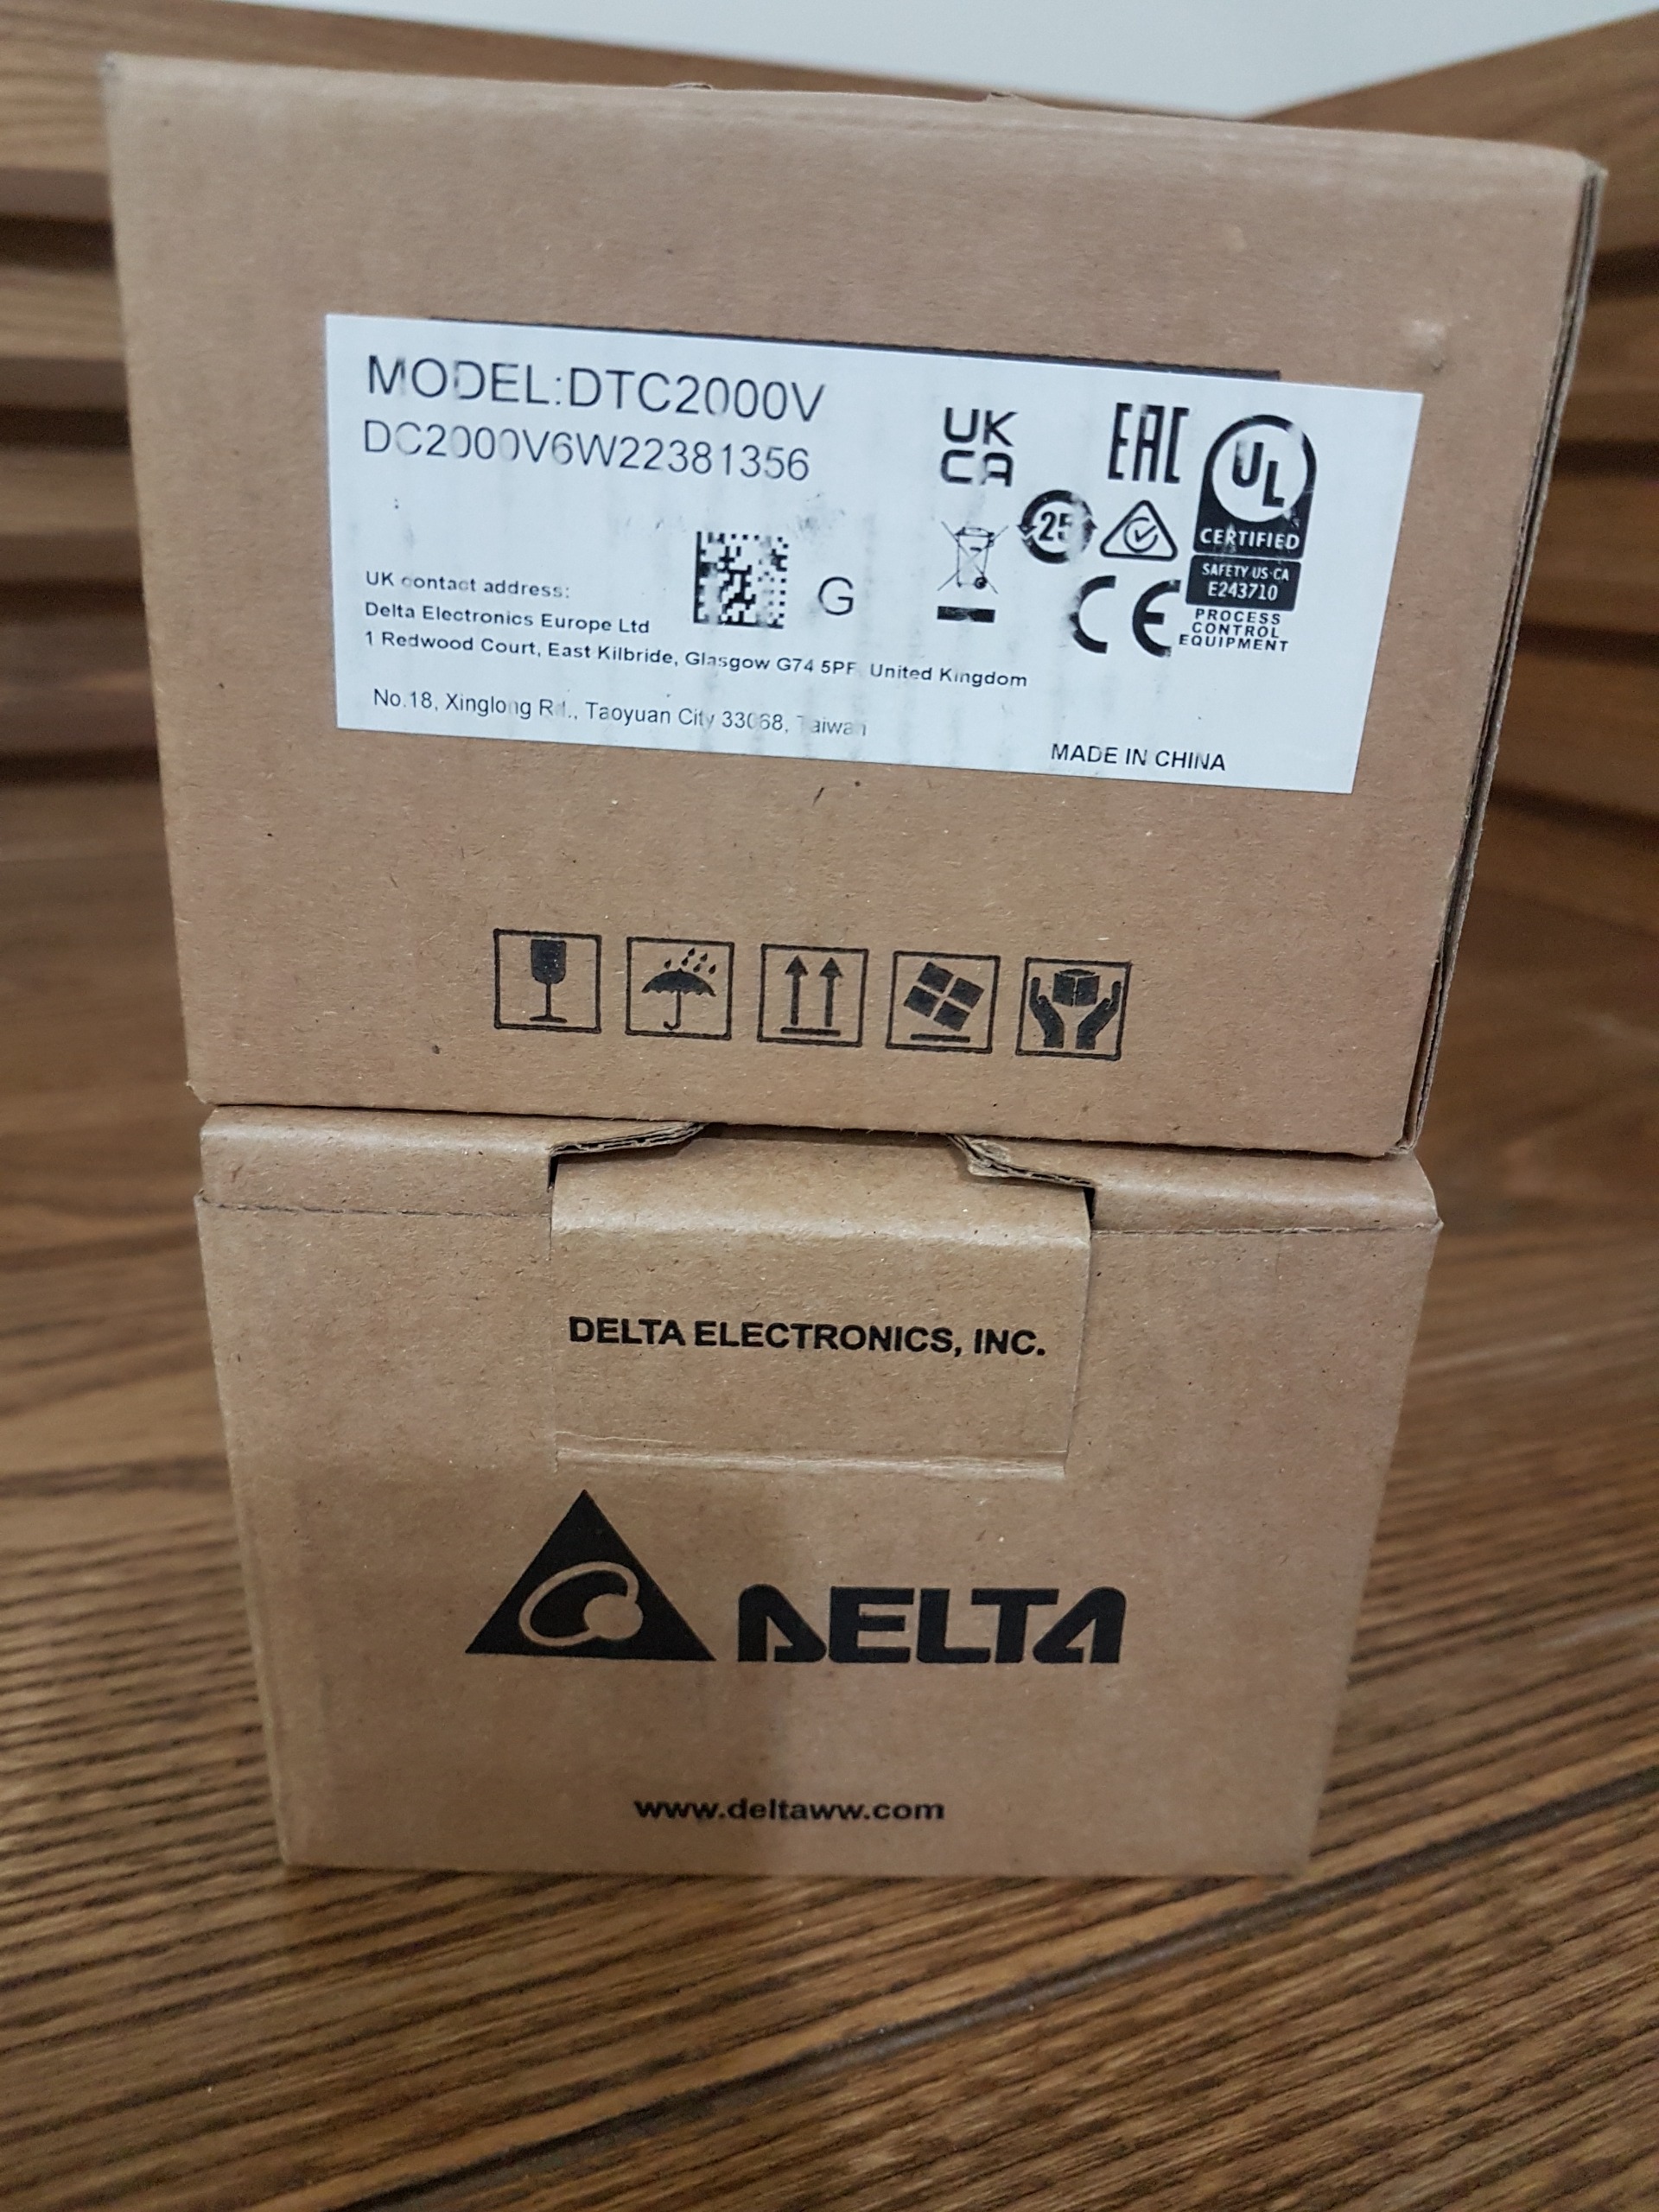 MODEL:DTC2000V
DC2000V6W22381356
UK
CA
EAC
UL
CERTIFIED
SAFETY US-CA
E243710
25
CE
PROCESS
CONTROL
EQUIPMENT
G
UK contact address:
Delta Electronics Europe Ltd
1 Redwood Court, East Kilbride, Glasgow G74 5PF, United Kingdom
No.18, Xinglong Rd., Taoyuan City 33068, Taiwan
MADE IN CHINA
DELTA ELECTRONICS, INC.
DELTA
www.deltaww.com